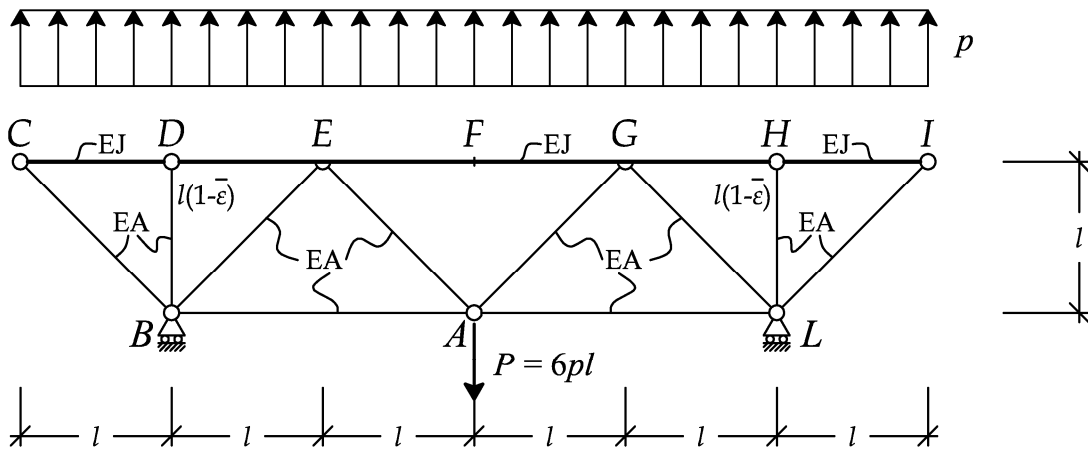 p
C D E F G H I
EJ EJ EJ
l(1-ε̄) l(1-ε̄)
EA EA EA EA l
B A L
P = 6pl
l l l l l l